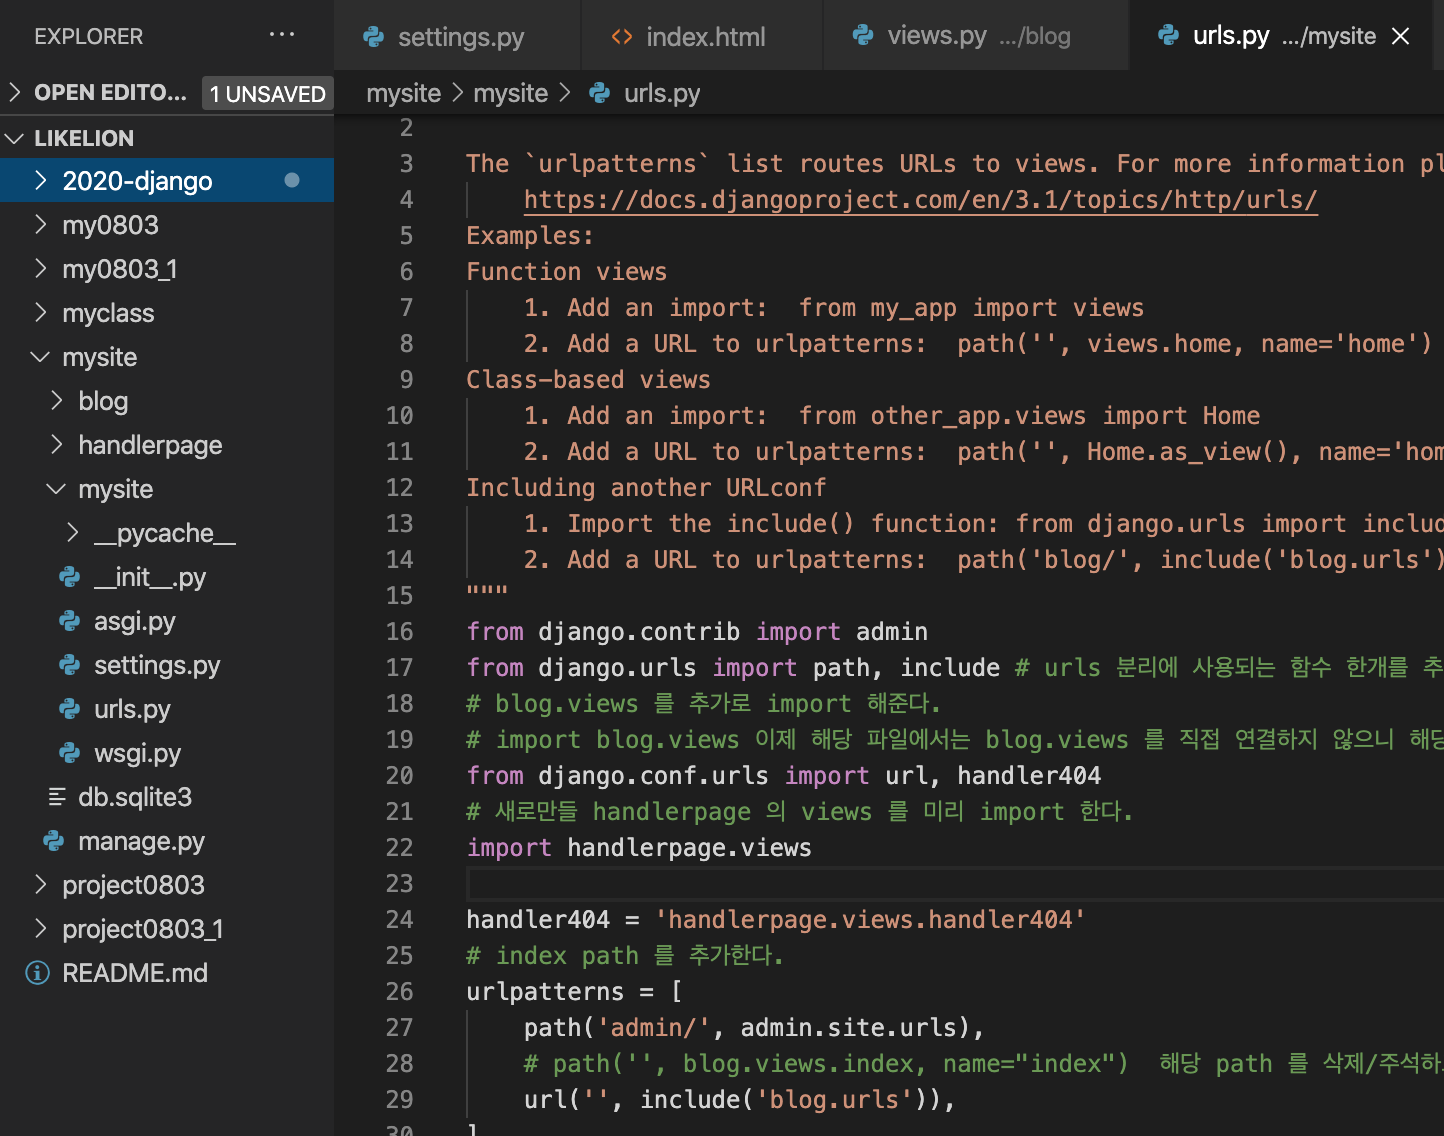 EXPLORER ...
OPEN EDITO... 1 UNSAVED
LIKELION
2020-django
my0803
my0803_1
myclass
mysite
blog
handlerpage
mysite
__pycache__
__init__.py
asgi.py
settings.py
urls.py
wsgi.py
db.sqlite3
manage.py
project0803
project0803_1
README.md
settings.py index.html views.py .../blog urls.py .../mysite
mysite > mysite > urls.py
2
3 The `urlpatterns` list routes URLs to views. For more information pl
4 https://docs.djangoproject.com/en/3.1/topics/http/urls/
5 Examples:
6 Function views
7 1. Add an import:  from my_app import views
8 2. Add a URL to urlpatterns:  path('', views.home, name='home')
9 Class-based views
10 1. Add an import:  from other_app.views import Home
11 2. Add a URL to urlpatterns:  path('', Home.as_view(), name='hom
12 Including another URLconf
13 1. Import the include() function: from django.urls import includ
14 2. Add a URL to urlpatterns:  path('blog/', include('blog.urls')
15 """
16 from django.contrib import admin
17 from django.urls import path, include # urls 분리에 사용되는 함수 한개를 추
18 # blog.views 를 추가로 import 해준다.
19 # import blog.views 이제 해당 파일에서는 blog.views 를 직접 연결하지 않으니 해당
20 from django.conf.urls import url, handler404
21 # 새로만들 handlerpage 의 views 를 미리 import 한다.
22 import handlerpage.views
23
24 handler404 = 'handlerpage.views.handler404'
25 # index path 를 추가한다.
26 urlpatterns = [
27 path('admin/', admin.site.urls),
28 # path('', blog.views.index, name="index")  해당 path 를 삭제/주석하
29 url('', include('blog.urls')),
30 ]